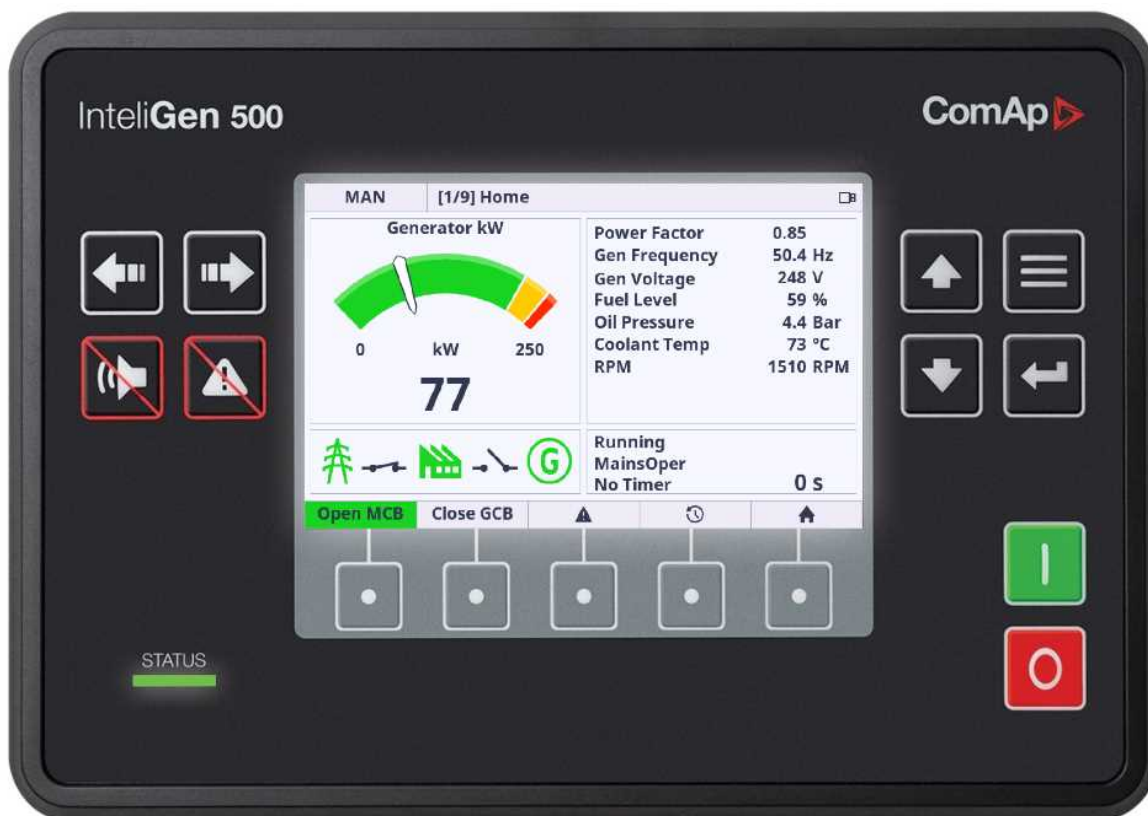 InteliGen 500
ComAp
MAN [1/9] Home
Generator kW
0 kW 250
77
Power Factor 0.85
Gen Frequency 50.4 Hz
Gen Voltage 248 V
Fuel Level 59 %
Oil Pressure 4.4 Bar
Coolant Temp 73 °C
RPM 1510 RPM
G
Running
MainsOper
No Timer 0 s
Open MCB Close GCB
I
O
STATUS